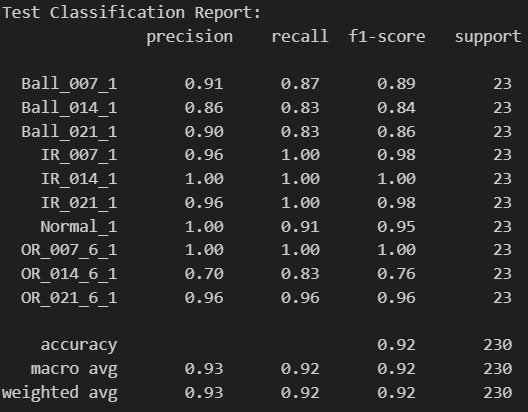 Test Classification Report:
precision recall f1-score support
Ball_007_1 0.91 0.87 0.89 23
Ball_014_1 0.86 0.83 0.84 23
Ball_021_1 0.90 0.83 0.86 23
IR_007_1 0.96 1.00 0.98 23
IR_014_1 1.00 1.00 1.00 23
IR_021_1 0.96 1.00 0.98 23
Normal_1 1.00 0.91 0.95 23
OR_007_6_1 1.00 1.00 1.00 23
OR_014_6_1 0.70 0.83 0.76 23
OR_021_6_1 0.96 0.96 0.96 23
accuracy 0.92 230
macro avg 0.93 0.92 0.92 230
weighted avg 0.93 0.92 0.92 230